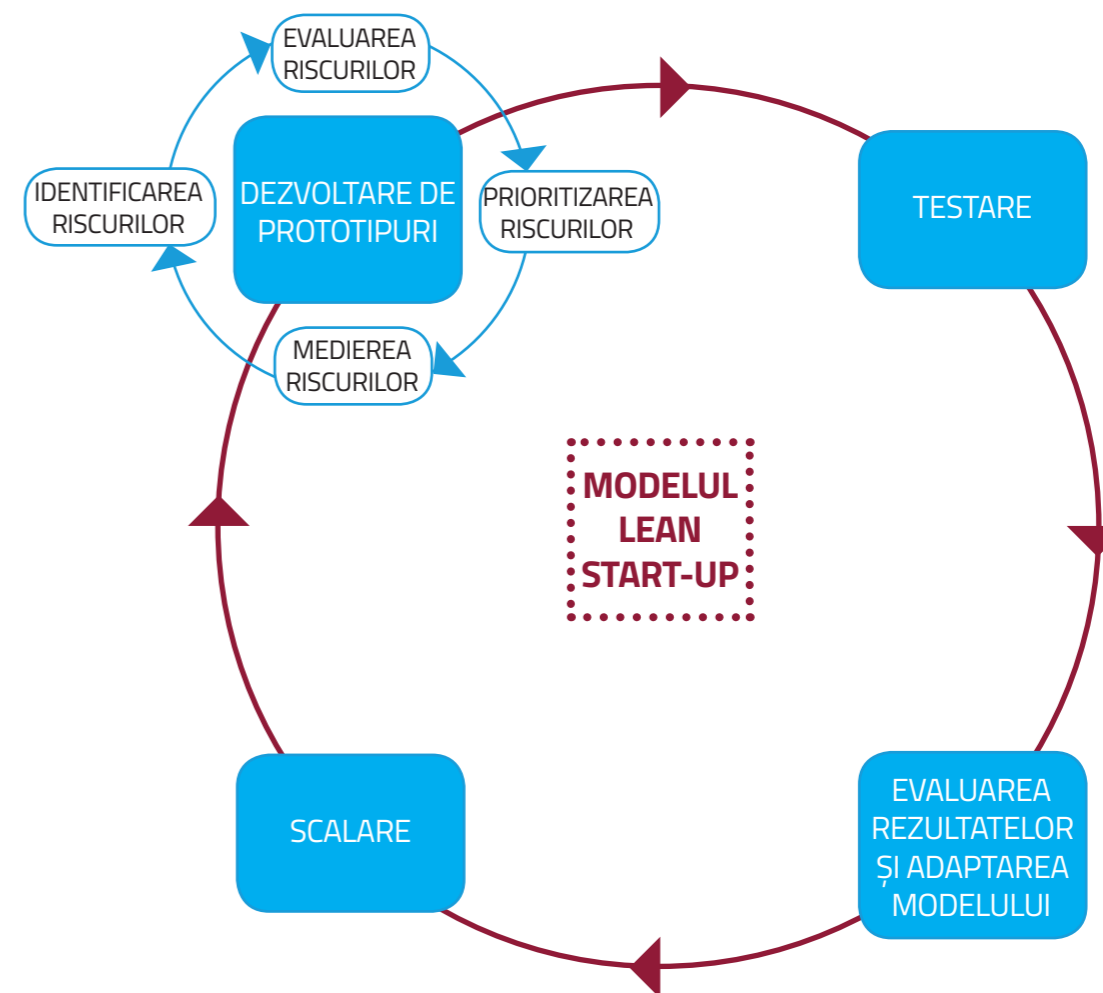 EVALUAREA
RISCURILOR
IDENTIFICAREA
RISCURILOR
DEZVOLTARE DE
PROTOTIPURI
PRIORITIZAREA
RISCURILOR
TESTARE
MEDIEREA
RISCURILOR
MODELUL
LEAN
START-UP
SCALARE
EVALUAREA
REZULTATELOR
ȘI ADAPTAREA
MODELULUI